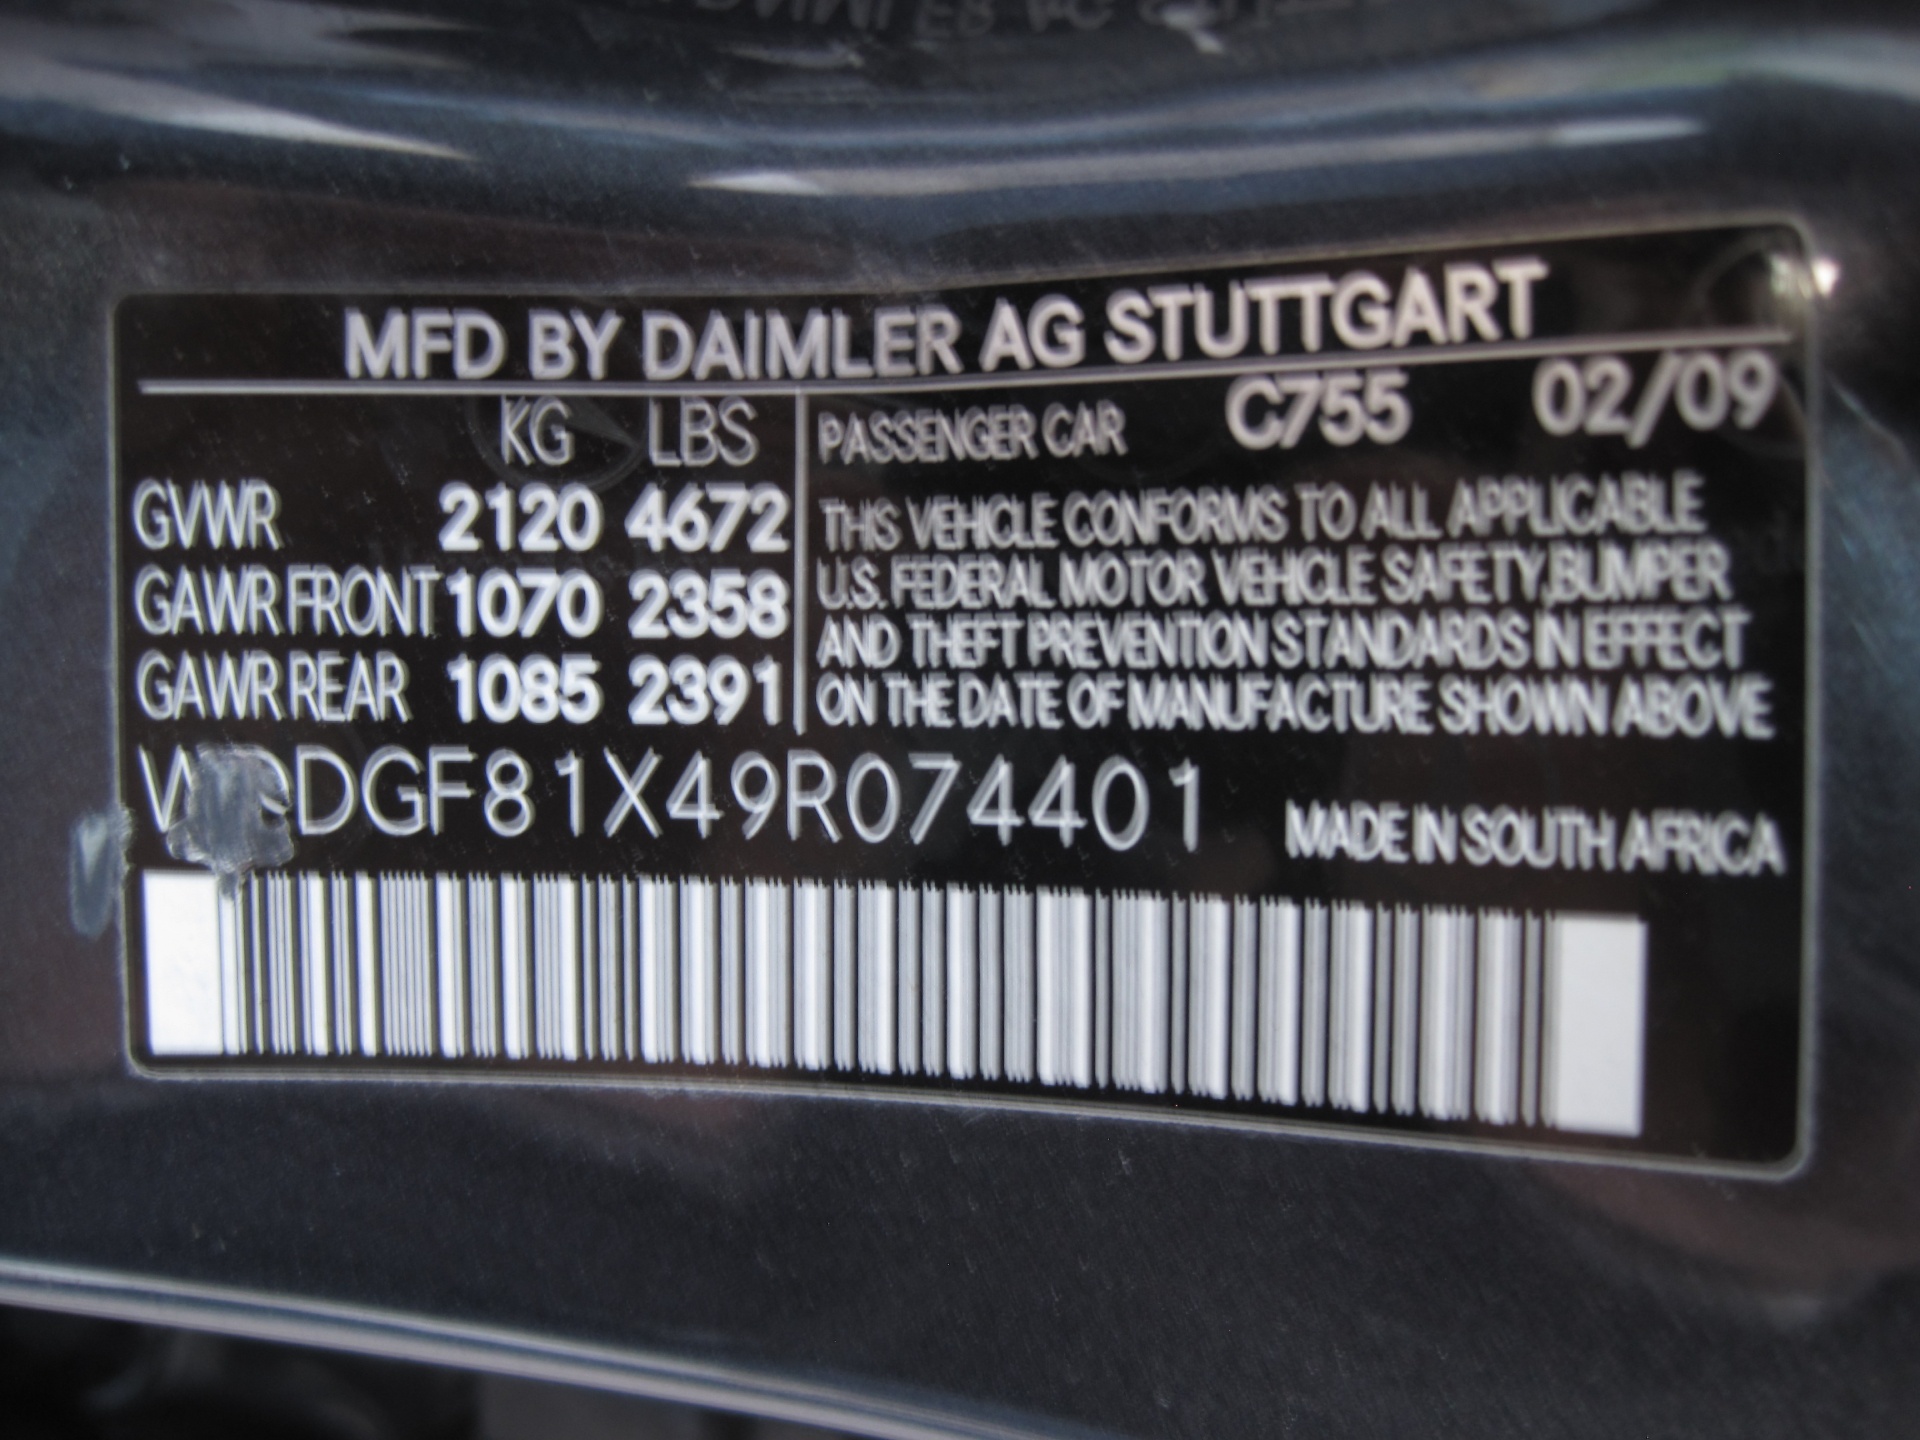 MFD BY DAIMLER AG STUTTGART
KG LBS
GVWR 2120 4672
GAWR FRONT 1070 2358
GAWR REAR 1085 2391
PASSENGER CAR C755 02/09
THIS VEHICLE CONFORMS TO ALL APPLICABLE
U.S. FEDERAL MOTOR VEHICLE SAFETY, BUMPER
AND THEFT PREVENTION STANDARDS IN EFFECT
ON THE DATE OF MANUFACTURE SHOWN ABOVE
WDDGF81X49R074401
MADE IN SOUTH AFRICA